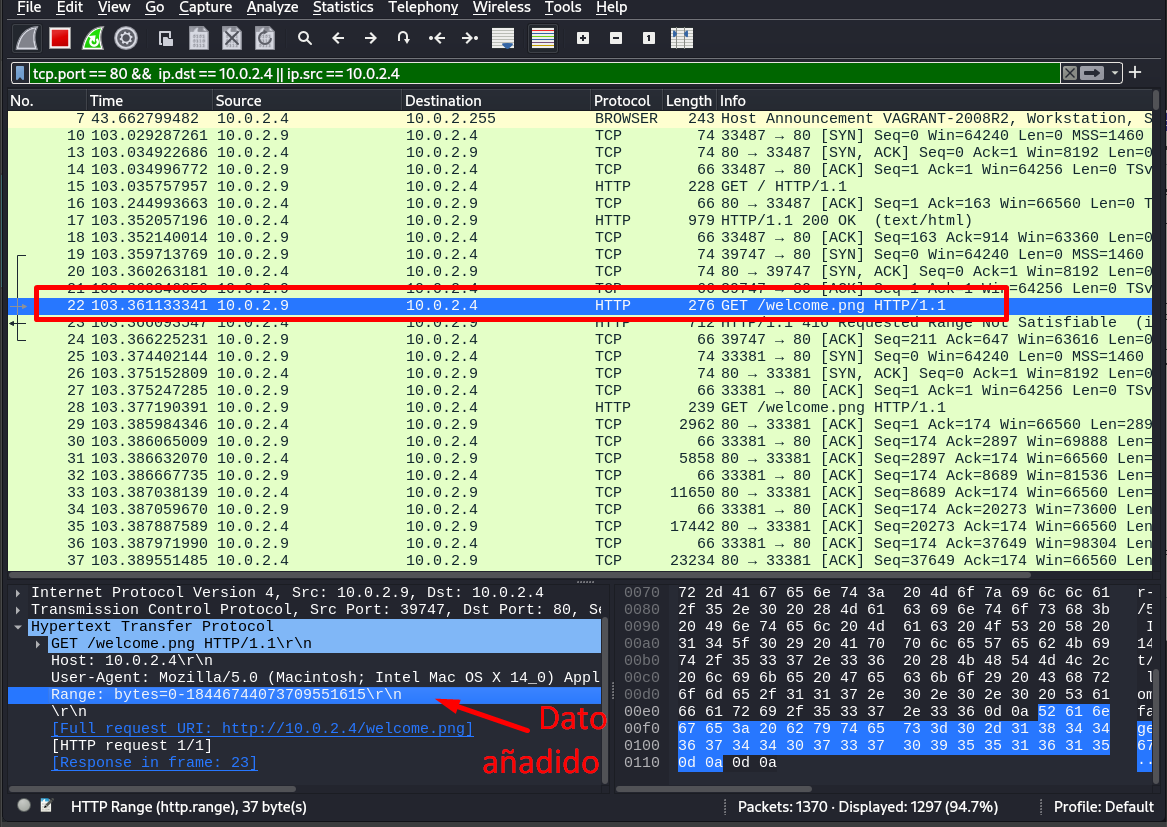 File Edit View Go Capture Analyze Statistics Telephony Wireless Tools Help
tcp.port == 80 && ip.dst == 10.0.2.4 || ip.src == 10.0.2.4
No. Time Source Destination Protocol Length Info
7 43.662799482 10.0.2.4 10.0.2.255 BROWSER 243 Host Announcement VAGRANT-2008R2, Workstation, S
10 103.029287261 10.0.2.9 10.0.2.4 TCP 74 33487 → 80 [SYN] Seq=0 Win=64240 Len=0 MSS=1460
13 103.034922686 10.0.2.4 10.0.2.9 TCP 74 80 → 33487 [SYN, ACK] Seq=0 Ack=1 Win=8192 Len=0
14 103.034996772 10.0.2.9 10.0.2.4 TCP 66 33487 → 80 [ACK] Seq=1 Ack=1 Win=64256 Len=0 TSv
15 103.035757957 10.0.2.9 10.0.2.4 HTTP 228 GET / HTTP/1.1
16 103.244993663 10.0.2.4 10.0.2.9 TCP 66 80 → 33487 [ACK] Seq=1 Ack=163 Win=66560 Len=0 T
17 103.352057196 10.0.2.4 10.0.2.9 HTTP 979 HTTP/1.1 200 OK (text/html)
18 103.352140014 10.0.2.9 10.0.2.4 TCP 66 33487 → 80 [ACK] Seq=163 Ack=914 Win=63360 Len=0
19 103.359713769 10.0.2.9 10.0.2.4 TCP 74 39747 → 80 [SYN] Seq=0 Win=64240 Len=0 MSS=1460
20 103.360263181 10.0.2.4 10.0.2.9 TCP 74 80 → 39747 [SYN, ACK] Seq=0 Ack=1 Win=8192 Len=0
39747 → 80 [ACK] Seq=1 Ack=1 Win=64256 Len=0 TSv
22 103.361133341 10.0.2.9 10.0.2.4 HTTP 276 GET /welcome.png HTTP/1.1
23 103.366093547 10.0.2.4 10.0.2.9 HTTP 712 HTTP/1.1 416 Requested Range Not Satisfiable (i
24 103.366225231 10.0.2.9 10.0.2.4 TCP 66 39747 → 80 [ACK] Seq=211 Ack=647 Win=63616 Len=0
25 103.374402144 10.0.2.9 10.0.2.4 TCP 74 33381 → 80 [SYN] Seq=0 Win=64240 Len=0 MSS=1460
26 103.375152809 10.0.2.4 10.0.2.9 TCP 74 80 → 33381 [SYN, ACK] Seq=0 Ack=1 Win=8192 Len=0
27 103.375247285 10.0.2.9 10.0.2.4 TCP 66 33381 → 80 [ACK] Seq=1 Ack=1 Win=64256 Len=0 TSv
28 103.377190391 10.0.2.9 10.0.2.4 HTTP 239 GET /welcome.png HTTP/1.1
29 103.385984346 10.0.2.4 10.0.2.9 TCP 2962 80 → 33381 [ACK] Seq=1 Ack=174 Win=66560 Len=289
30 103.386065009 10.0.2.9 10.0.2.4 TCP 66 33381 → 80 [ACK] Seq=174 Ack=2897 Win=69888 Len=
31 103.386632070 10.0.2.4 10.0.2.9 TCP 5858 80 → 33381 [ACK] Seq=2897 Ack=174 Win=66560 Len=
32 103.386667735 10.0.2.9 10.0.2.4 TCP 66 33381 → 80 [ACK] Seq=174 Ack=8689 Win=81536 Len=
33 103.387038139 10.0.2.4 10.0.2.9 TCP 11650 80 → 33381 [ACK] Seq=8689 Ack=174 Win=66560 Len=
34 103.387059670 10.0.2.9 10.0.2.4 TCP 66 33381 → 80 [ACK] Seq=174 Ack=20273 Win=73600 Len
35 103.387887589 10.0.2.4 10.0.2.9 TCP 17442 80 → 33381 [ACK] Seq=20273 Ack=174 Win=66560 Len
36 103.387971990 10.0.2.9 10.0.2.4 TCP 66 33381 → 80 [ACK] Seq=174 Ack=37649 Win=98304 Len
37 103.389551485 10.0.2.4 10.0.2.9 TCP 23234 80 → 33381 [ACK] Seq=37649 Ack=174 Win=66560 Len
Internet Protocol Version 4, Src: 10.0.2.9, Dst: 10.0.2.4
Transmission Control Protocol, Src Port: 39747, Dst Port: 80, Se
Hypertext Transfer Protocol
GET /welcome.png HTTP/1.1\r\n
Host: 10.0.2.4\r\n
User-Agent: Mozilla/5.0 (Macintosh; Intel Mac OS X 14_0) Appl
Range: bytes=0-18446744073709551615\r\n
\r\n
[Full request URI: http://10.0.2.4/welcome.png]
[HTTP request 1/1]
[Response in frame: 23]
Dato
añadido
0070 72 2d 41 67 65 6e 74 3a 20 4d 6f 7a 69 6c 6c 61 r-
0080 2f 35 2e 30 20 28 4d 61 63 69 6e 74 6f 73 68 3b /5
0090 20 49 6e 74 65 6c 20 4d 61 63 20 4f 53 20 58 20 I
00a0 31 34 5f 30 29 20 41 70 70 6c 65 57 65 62 4b 69 14
00b0 74 2f 35 33 37 2e 33 36 20 28 4b 48 54 4d 4c 2c t/
00c0 20 6c 69 6b 65 20 47 65 63 6b 6f 29 20 43 68 72 l
00d0 6f 6d 65 2f 31 31 37 2e 30 2e 30 2e 30 20 53 61 om
00e0 66 61 72 69 2f 35 33 37 2e 33 36 0d 0a 52 61 6e fa
00f0 67 65 3a 20 62 79 74 65 73 3d 30 2d 31 38 34 34 ge
0100 36 37 34 34 30 37 33 37 30 39 35 35 31 36 31 35 67
0110 0d 0a 0d 0a ··
HTTP Range (http.range), 37 byte(s)
Packets: 1370 · Displayed: 1297 (94.7%)
Profile: Default